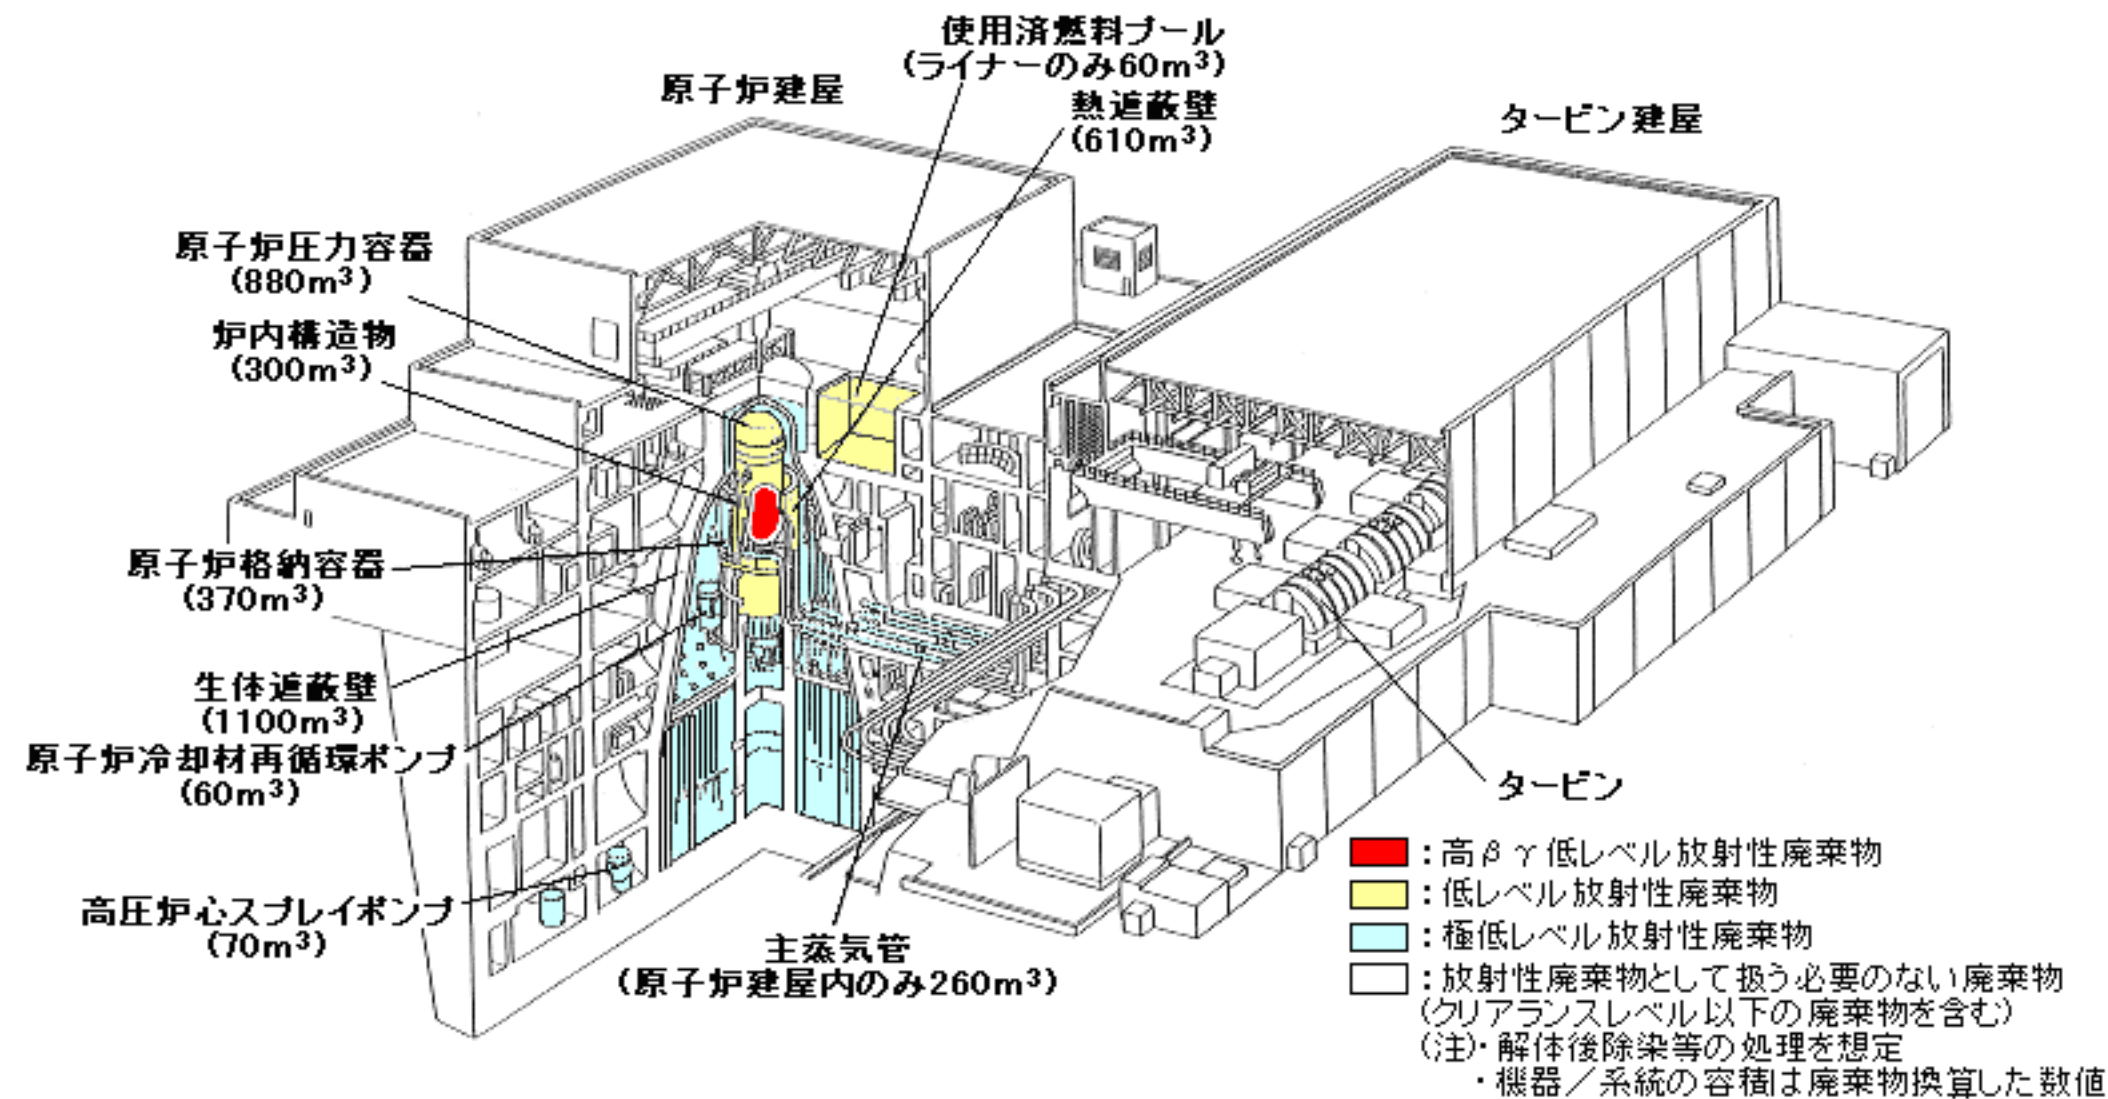 使用済燃料プール
(ライナーのみ60m³)
原子炉建屋
熱遮蔽壁
(610m³)
タービン建屋
原子炉圧力容器
(880m³)
炉内構造物
(300m³)
原子炉格納容器
(370m³)
生体遮蔽壁
(1100m³)
原子炉冷却材再循環ポンプ
(60m³)
高圧炉心スプレイポンプ
(70m³)
主蒸気管
(原子炉建屋内のみ260m³)
タービン
:高βγ低レベル放射性廃棄物
:低レベル放射性廃棄物
:極低レベル放射性廃棄物
:放射性廃棄物として扱う必要のない廃棄物
(クリアランスレベル以下の廃棄物を含む)
(注)・解体後除染等の処理を想定
・機器／系統の容積は廃棄物換算した数値